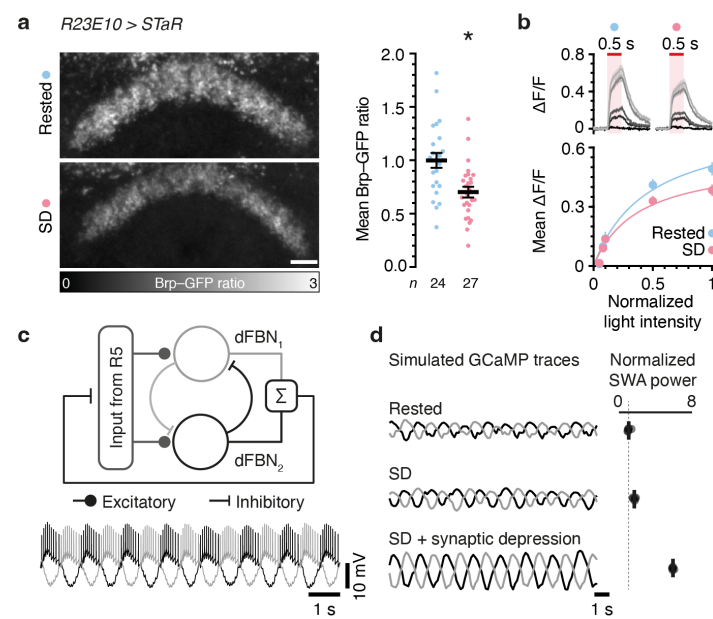 a
R23E10 > STaR
Rested
SD
0 Brp–GFP ratio 3
*
Mean Brp–GFP ratio
2.0
1.5
1.0
0.5
0.0
n 24 27
b
0.5 s 0.5 s
ΔF/F
0.8
0.4
0
Mean ΔF/F
0.6
0.3
0
Rested
SD
0 0.5 1
Normalized
light intensity
c
Input from R5
dFBN1
Σ
dFBN2
Excitatory Inhibitory
10 mV
1 s
d
Simulated GCaMP traces
Normalized
SWA power
0 8
Rested
SD
SD + synaptic depression
1 s